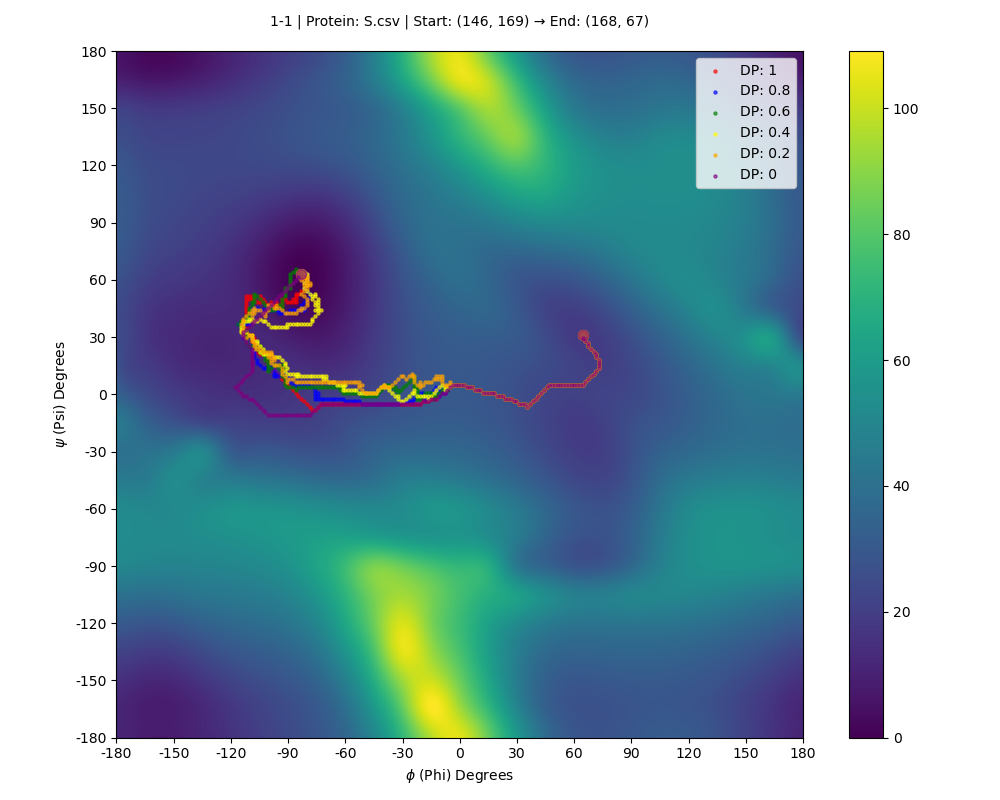 1-1 | Protein: S.csv | Start: (146, 169) → End: (168, 67)
DP: 1
DP: 0.8
DP: 0.6
DP: 0.4
DP: 0.2
DP: 0
180
150
120
90
60
30
0
-30
-60
-90
-120
-150
-180
ψ (Psi) Degrees
-180 -150 -120 -90 -60 -30 0 30 60 90 120 150 180
ϕ (Phi) Degrees
100
80
60
40
20
0